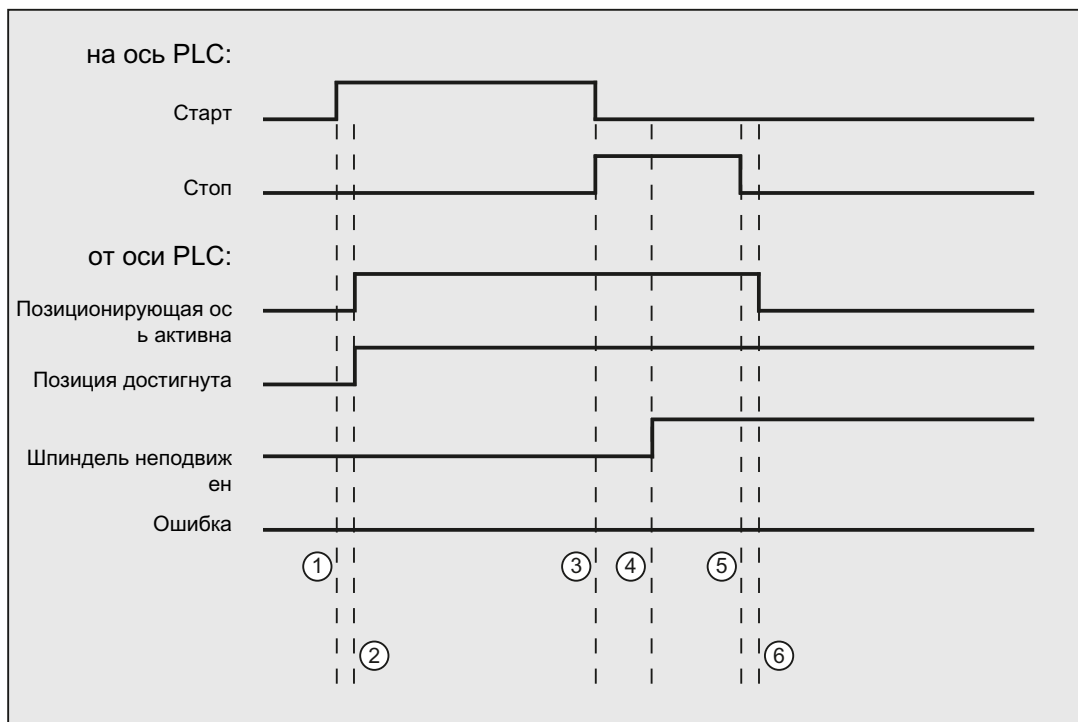 на ось PLC:
Старт
Стоп
от оси PLC:
Позиционирующая ос
ь активна
Позиция достигнута
Шпиндель неподвиж
ен
Ошибка
1
3
4
5
2
6